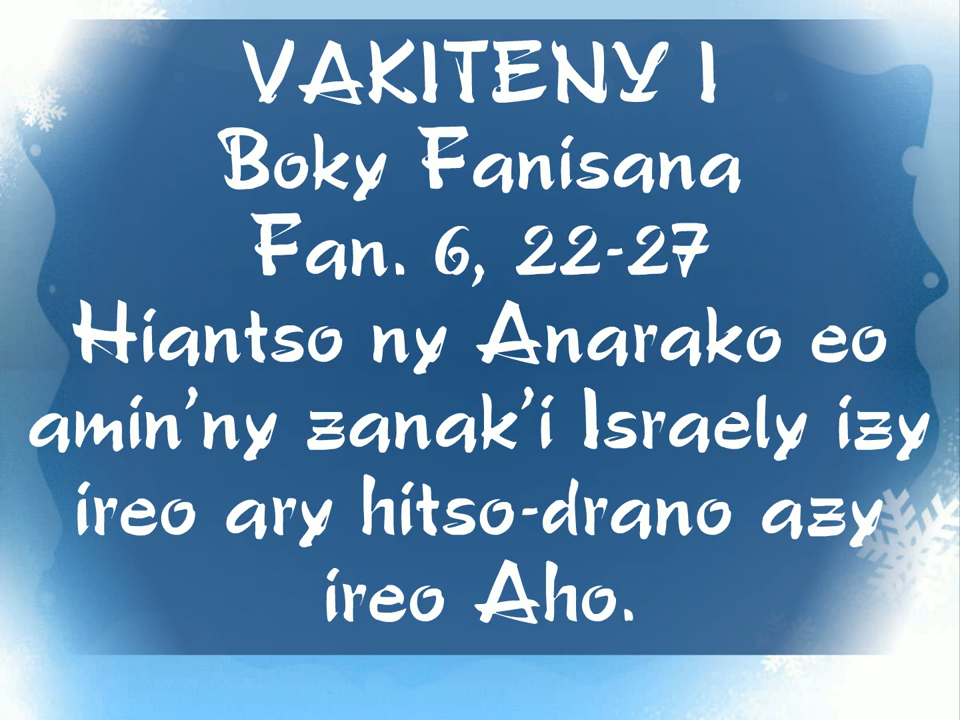 VAKITENY I
Boky Fanisana
Fan. 6, 22-27
Hiantso ny Anarako eo
amin'ny zanak'i Israely izy
ireo ary hitso-drano azy
ireo Aho.